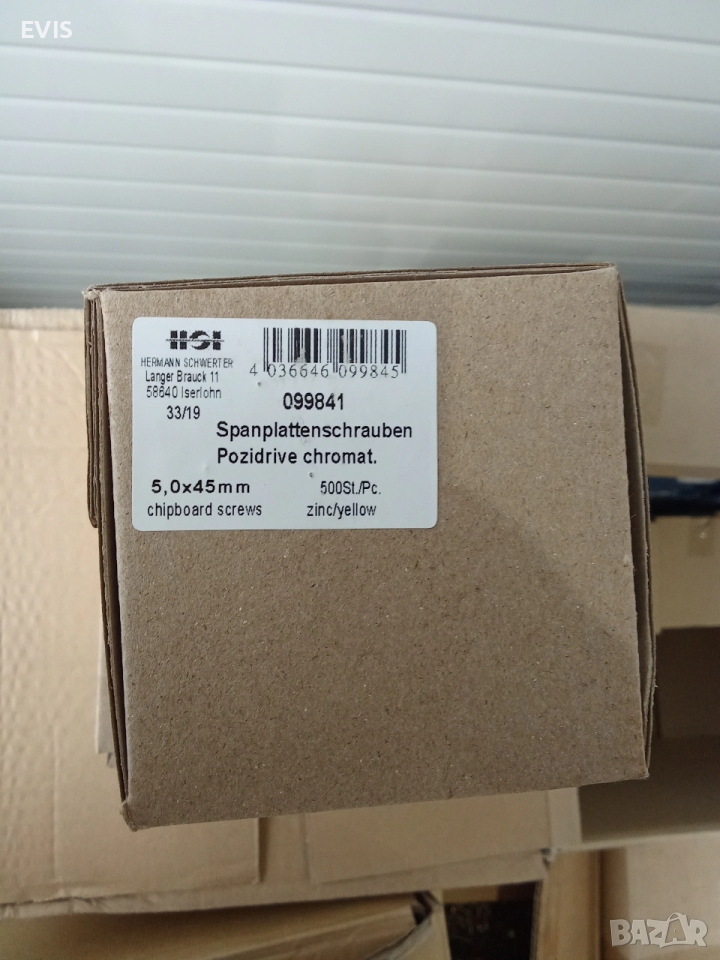 EVIS
HSI
HERMANN SCHWERTER
Langer Brauck 11
58640 Iserlohn
33/19
4 036646 099845
099841
Spanplattenschrauben
Pozidrive chromat.
5,0x45mm 500St./Pc.
chipboard screws zinc/yellow
BAZAR